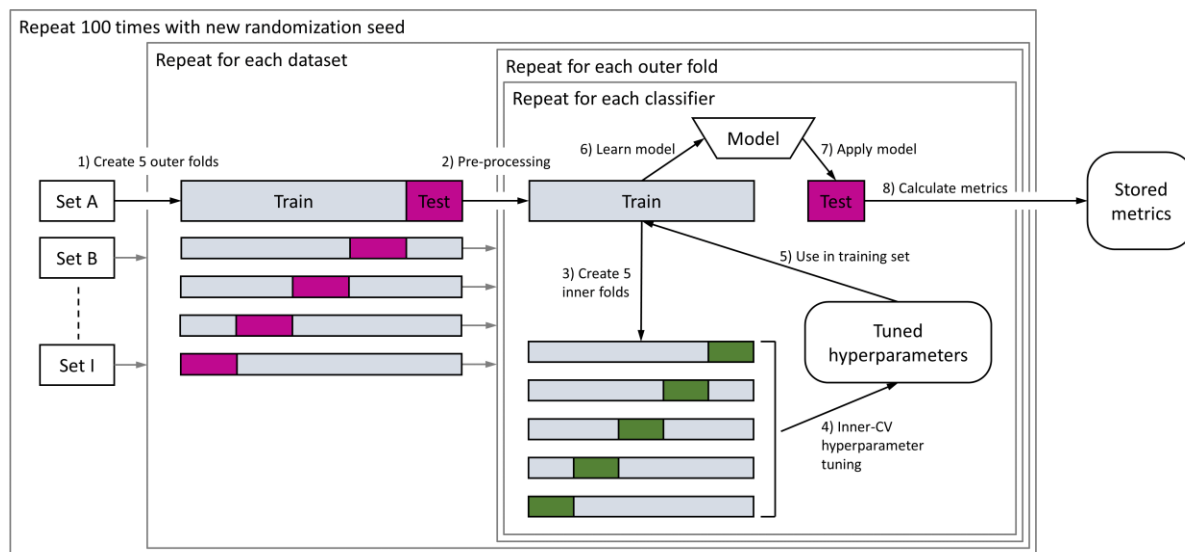 Repeat 100 times with new randomization seed
Repeat for each dataset
Repeat for each outer fold
Repeat for each classifier
1) Create 5 outer folds
2) Pre-processing
6) Learn model
Model
7) Apply model
8) Calculate metrics
Set A
Train
Test
Train
Test
Stored
metrics
Set B
3) Create 5
inner folds
5) Use in training set
Set I
Tuned
hyperparameters
4) Inner-CV
hyperparameter
tuning